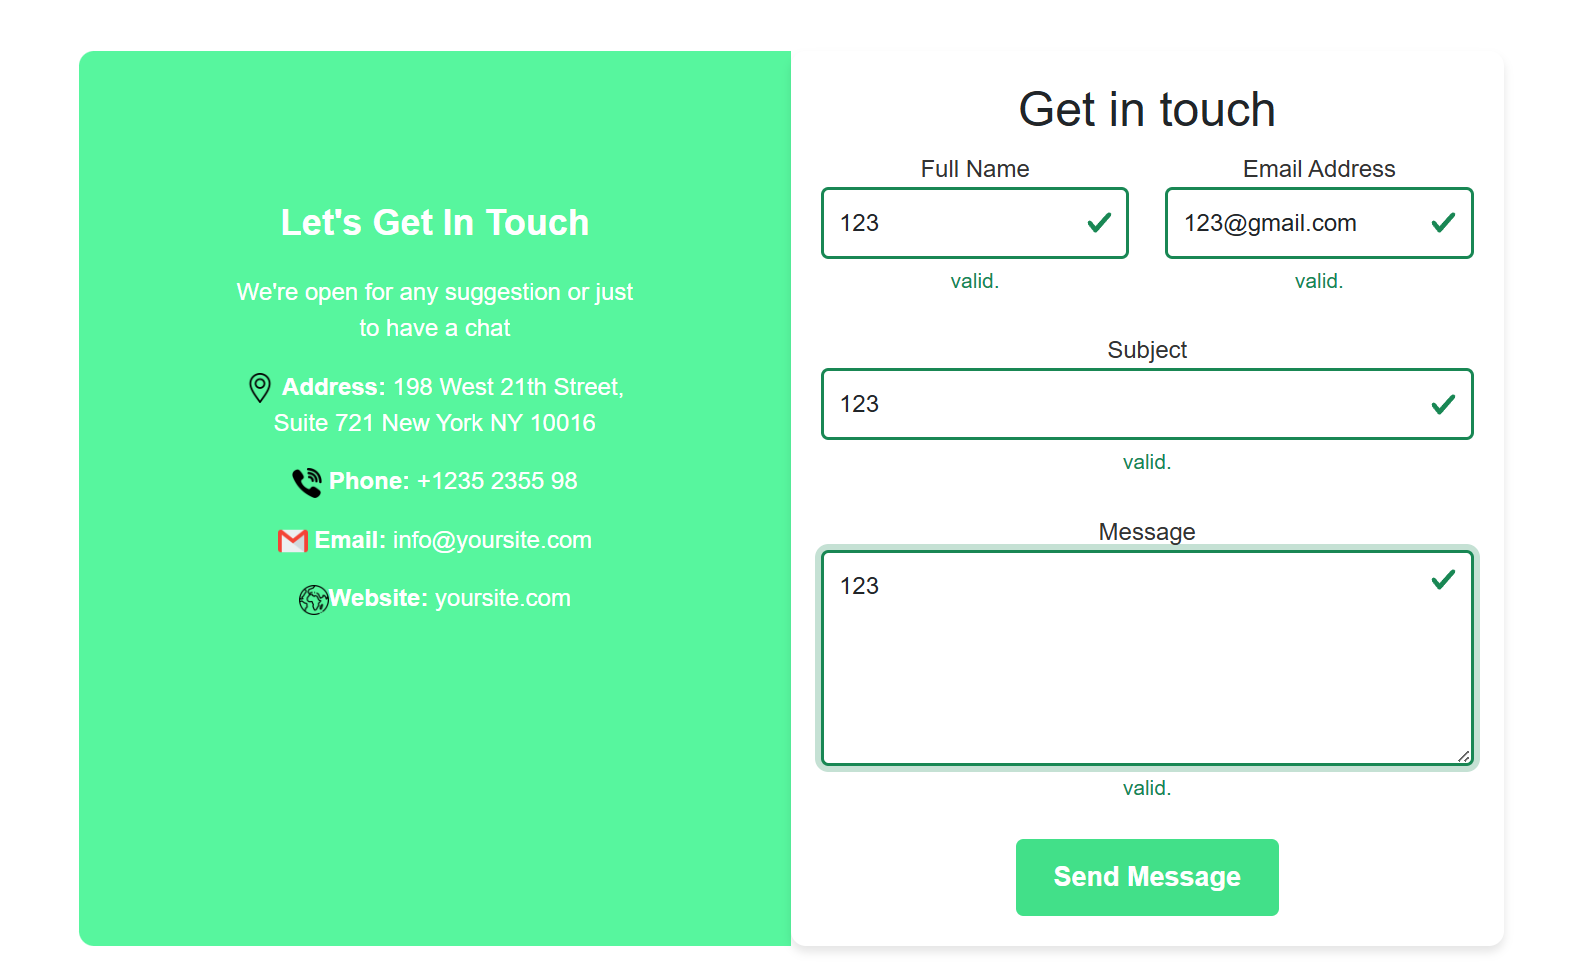 Let's Get In Touch
We're open for any suggestion or just
to have a chat
Address: 198 West 21th Street,
Suite 721 New York NY 10016
Phone: +1235 2355 98
Email: info@yoursite.com
Website: yoursite.com
Get in touch
Full Name
123
valid.
Email Address
123@gmail.com
valid.
Subject
123
valid.
Message
123
valid.
Send Message